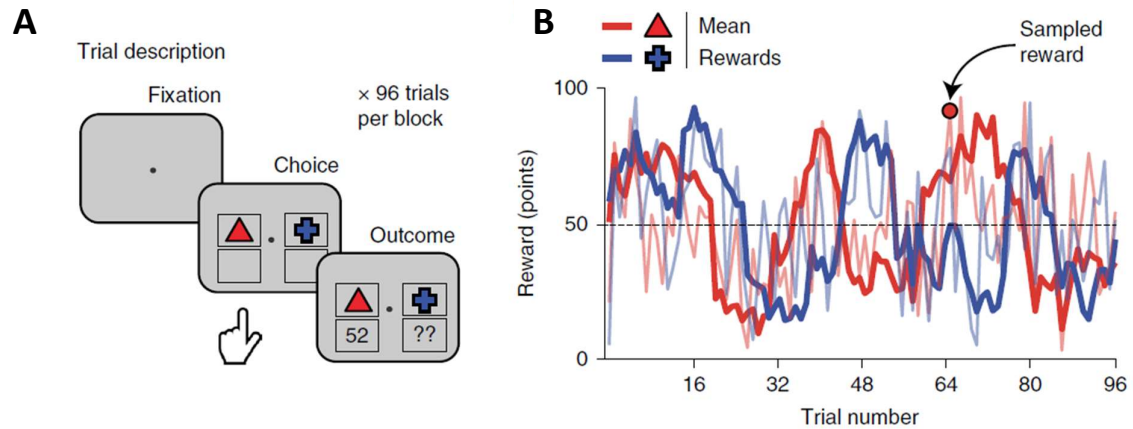 A
Trial description
Fixation
× 96 trials
per block
Choice
Outcome
52
??
B
Mean
Rewards
Sampled
reward
100
50
0
Reward (points)
16
32
48
64
80
96
Trial number